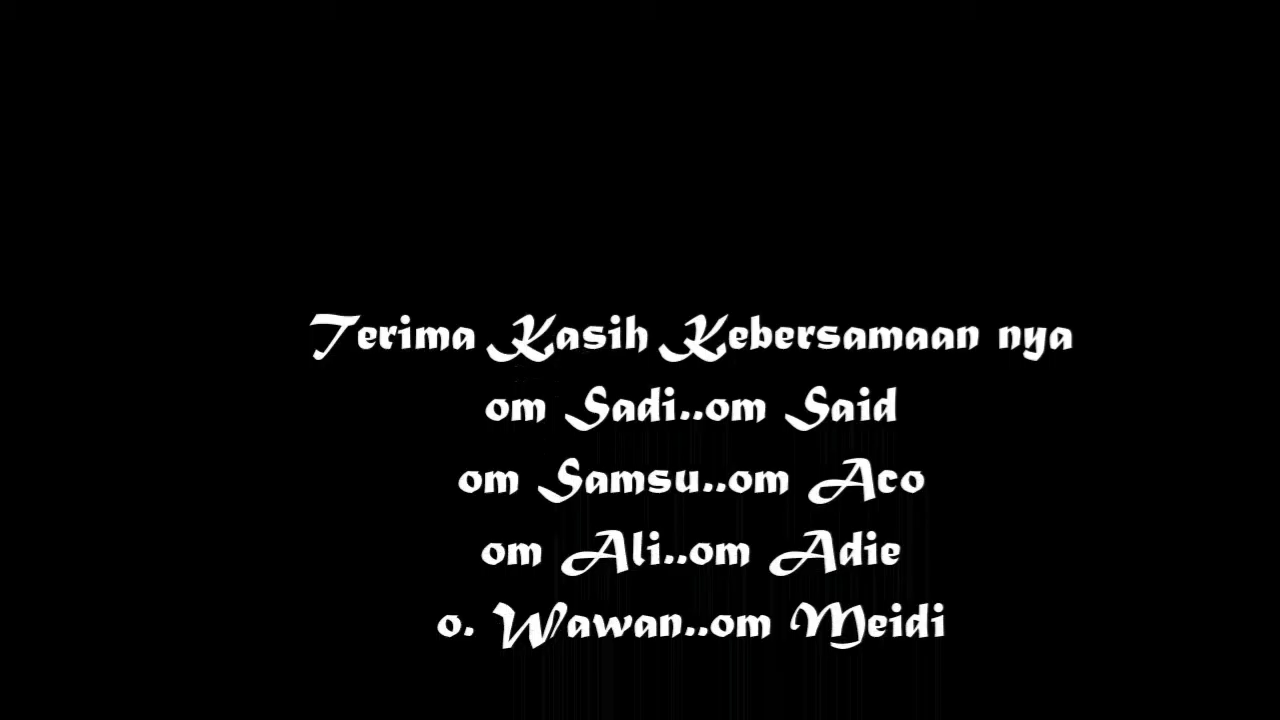 Terima Kasih Kebersamaan nya
om Sadi..om Said
om Samsu..om Aco
om Ali..om Adie
o. Wawan..om Meidi